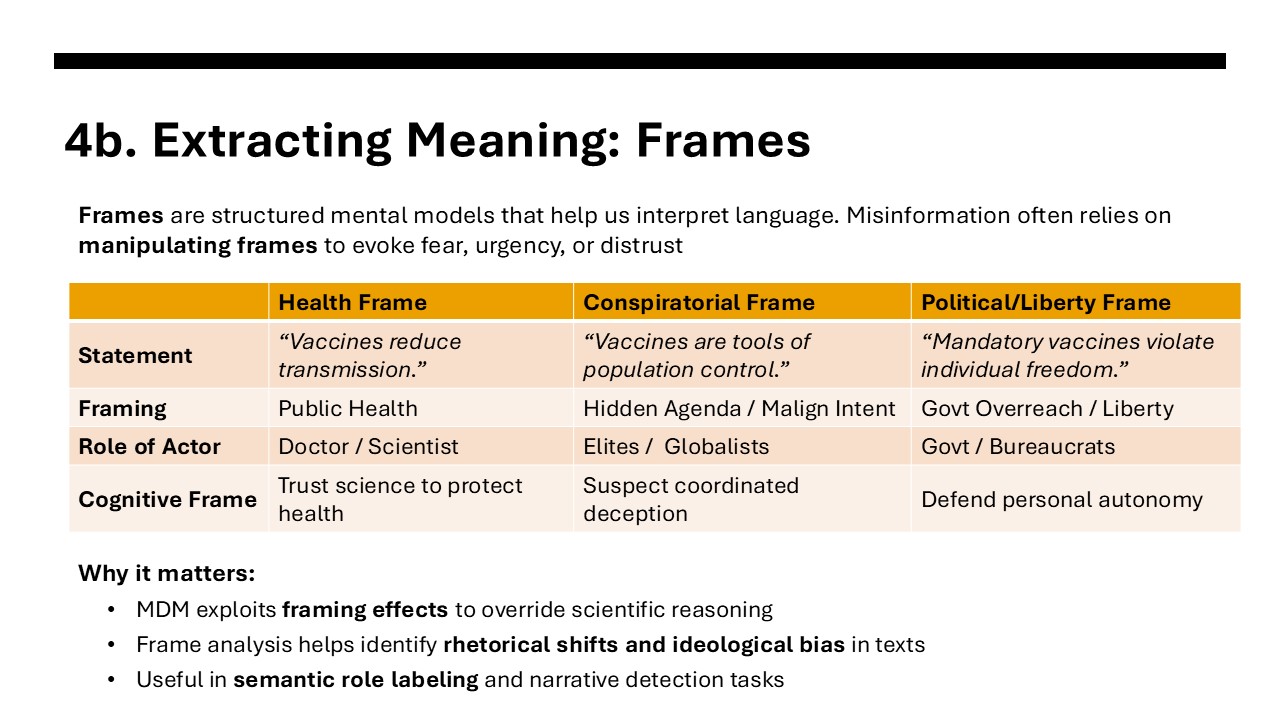 4b. Extracting Meaning: Frames
Frames are structured mental models that help us interpret language. Misinformation often relies on
manipulating frames to evoke fear, urgency, or distrust
Health Frame Conspiratorial Frame Political/Liberty Frame
Statement “Vaccines reduce transmission.” “Vaccines are tools of population control.” “Mandatory vaccines violate individual freedom.”
Framing Public Health Hidden Agenda / Malign Intent Govt Overreach / Liberty
Role of Actor Doctor / Scientist Elites /  Globalists Govt / Bureaucrats
Cognitive Frame Trust science to protect health Suspect coordinated deception Defend personal autonomy
Why it matters:
• MDM exploits framing effects to override scientific reasoning
• Frame analysis helps identify rhetorical shifts and ideological bias in texts
• Useful in semantic role labeling and narrative detection tasks